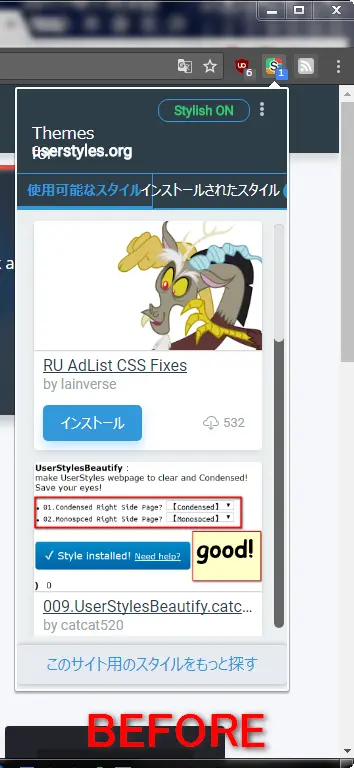 6
1
Stylish ON
Themes
for
userstyles.org
使用可能なスタイル
インストールされたスタイル
k a
RU AdList CSS Fixes
by lainverse
インストール
532
UserStylesBeautify :
make UserStyles webpage to clear and Condensed!
Save your eyes!
01.Condensed Right Side Page? 【Condensed】
02.Monospced Right Side Page? 【Monospced】
✓ Style installed! Need help?
good!
) 0
009.UserStylesBeautify.catc...
by catcat520
このサイト用のスタイルをもっと探す
BEFORE